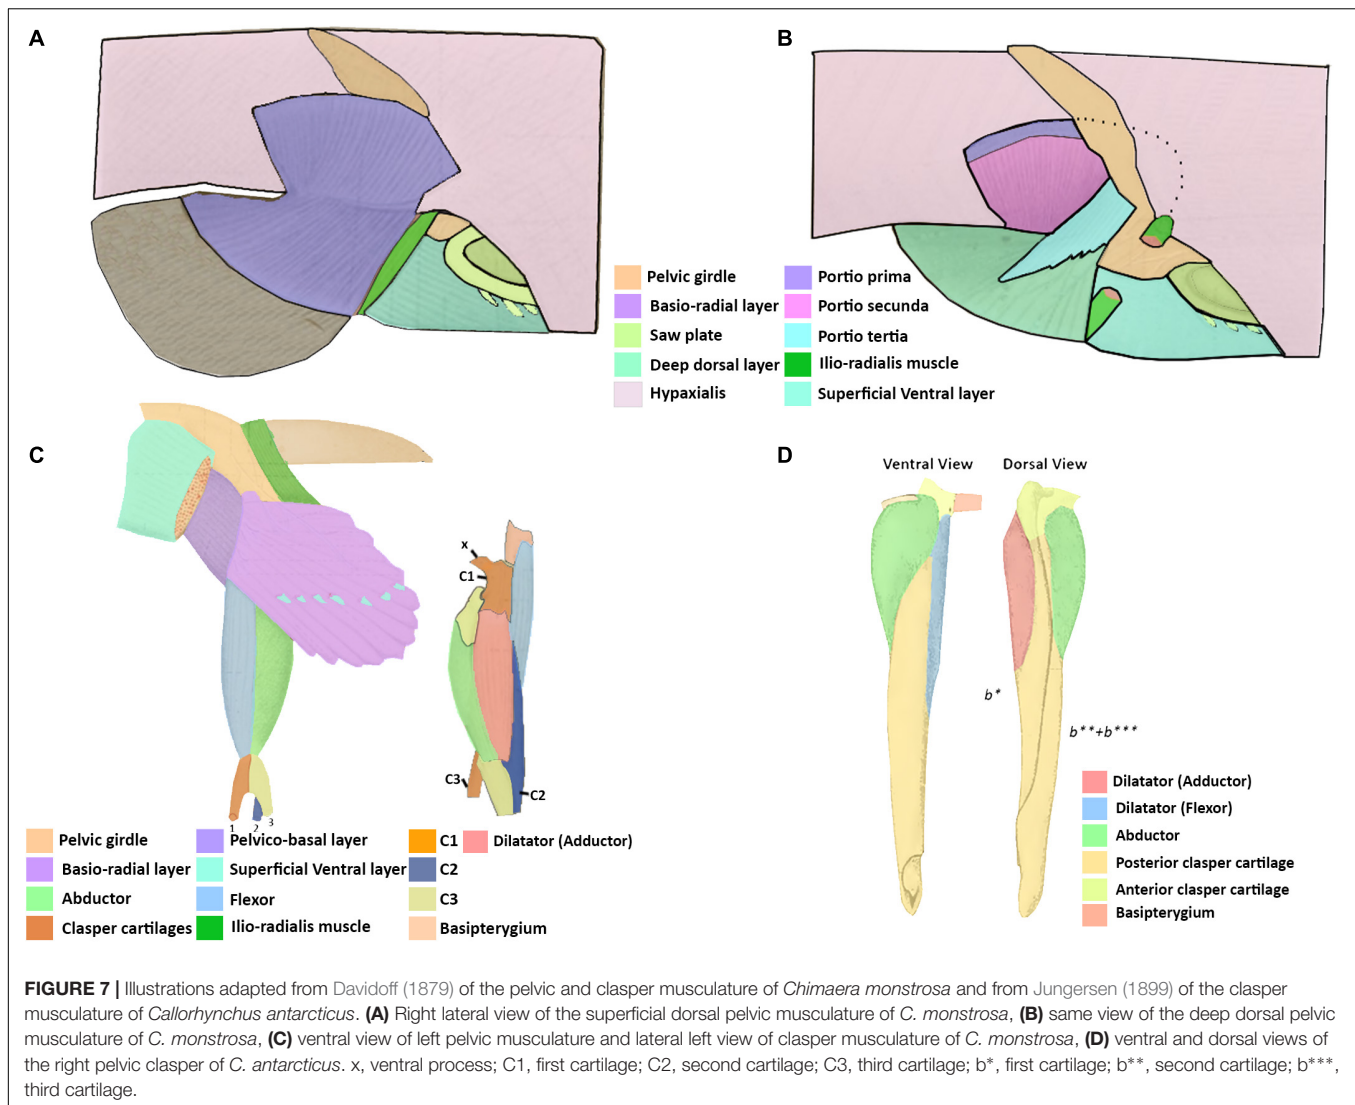 A
B
Pelvic girdle
Basio-radial layer
Saw plate
Deep dorsal layer
Hypaxialis
Portio prima
Portio secunda
Portio tertia
Ilio-radialis muscle
Superficial Ventral layer
C
x
C1
C3
C2
1 2 3
Pelvic girdle
Basio-radial layer
Abductor
Clasper cartilages
Pelvico-basal layer
Superficial Ventral layer
Flexor
Ilio-radialis muscle
C1
C2
C3
Basipterygium
Dilatator (Adductor)
D
Ventral View Dorsal View
b*
b**+b***
Dilatator (Adductor)
Dilatator (Flexor)
Abductor
Posterior clasper cartilage
Anterior clasper cartilage
Basipterygium
FIGURE 7 | Illustrations adapted from Davidoff (1879) of the pelvic and clasper musculature of Chimaera monstrosa and from Jungersen (1899) of the clasper
musculature of Callorhynchus antarcticus. (A) Right lateral view of the superficial dorsal pelvic musculature of C. monstrosa, (B) same view of the deep dorsal pelvic
musculature of C. monstrosa, (C) ventral view of left pelvic musculature and lateral left view of clasper musculature of C. monstrosa, (D) ventral and dorsal views of
the right pelvic clasper of C. antarcticus. x, ventral process; C1, first cartilage; C2, second cartilage; C3, third cartilage; b*, first cartilage; b**, second cartilage; b***,
third cartilage.